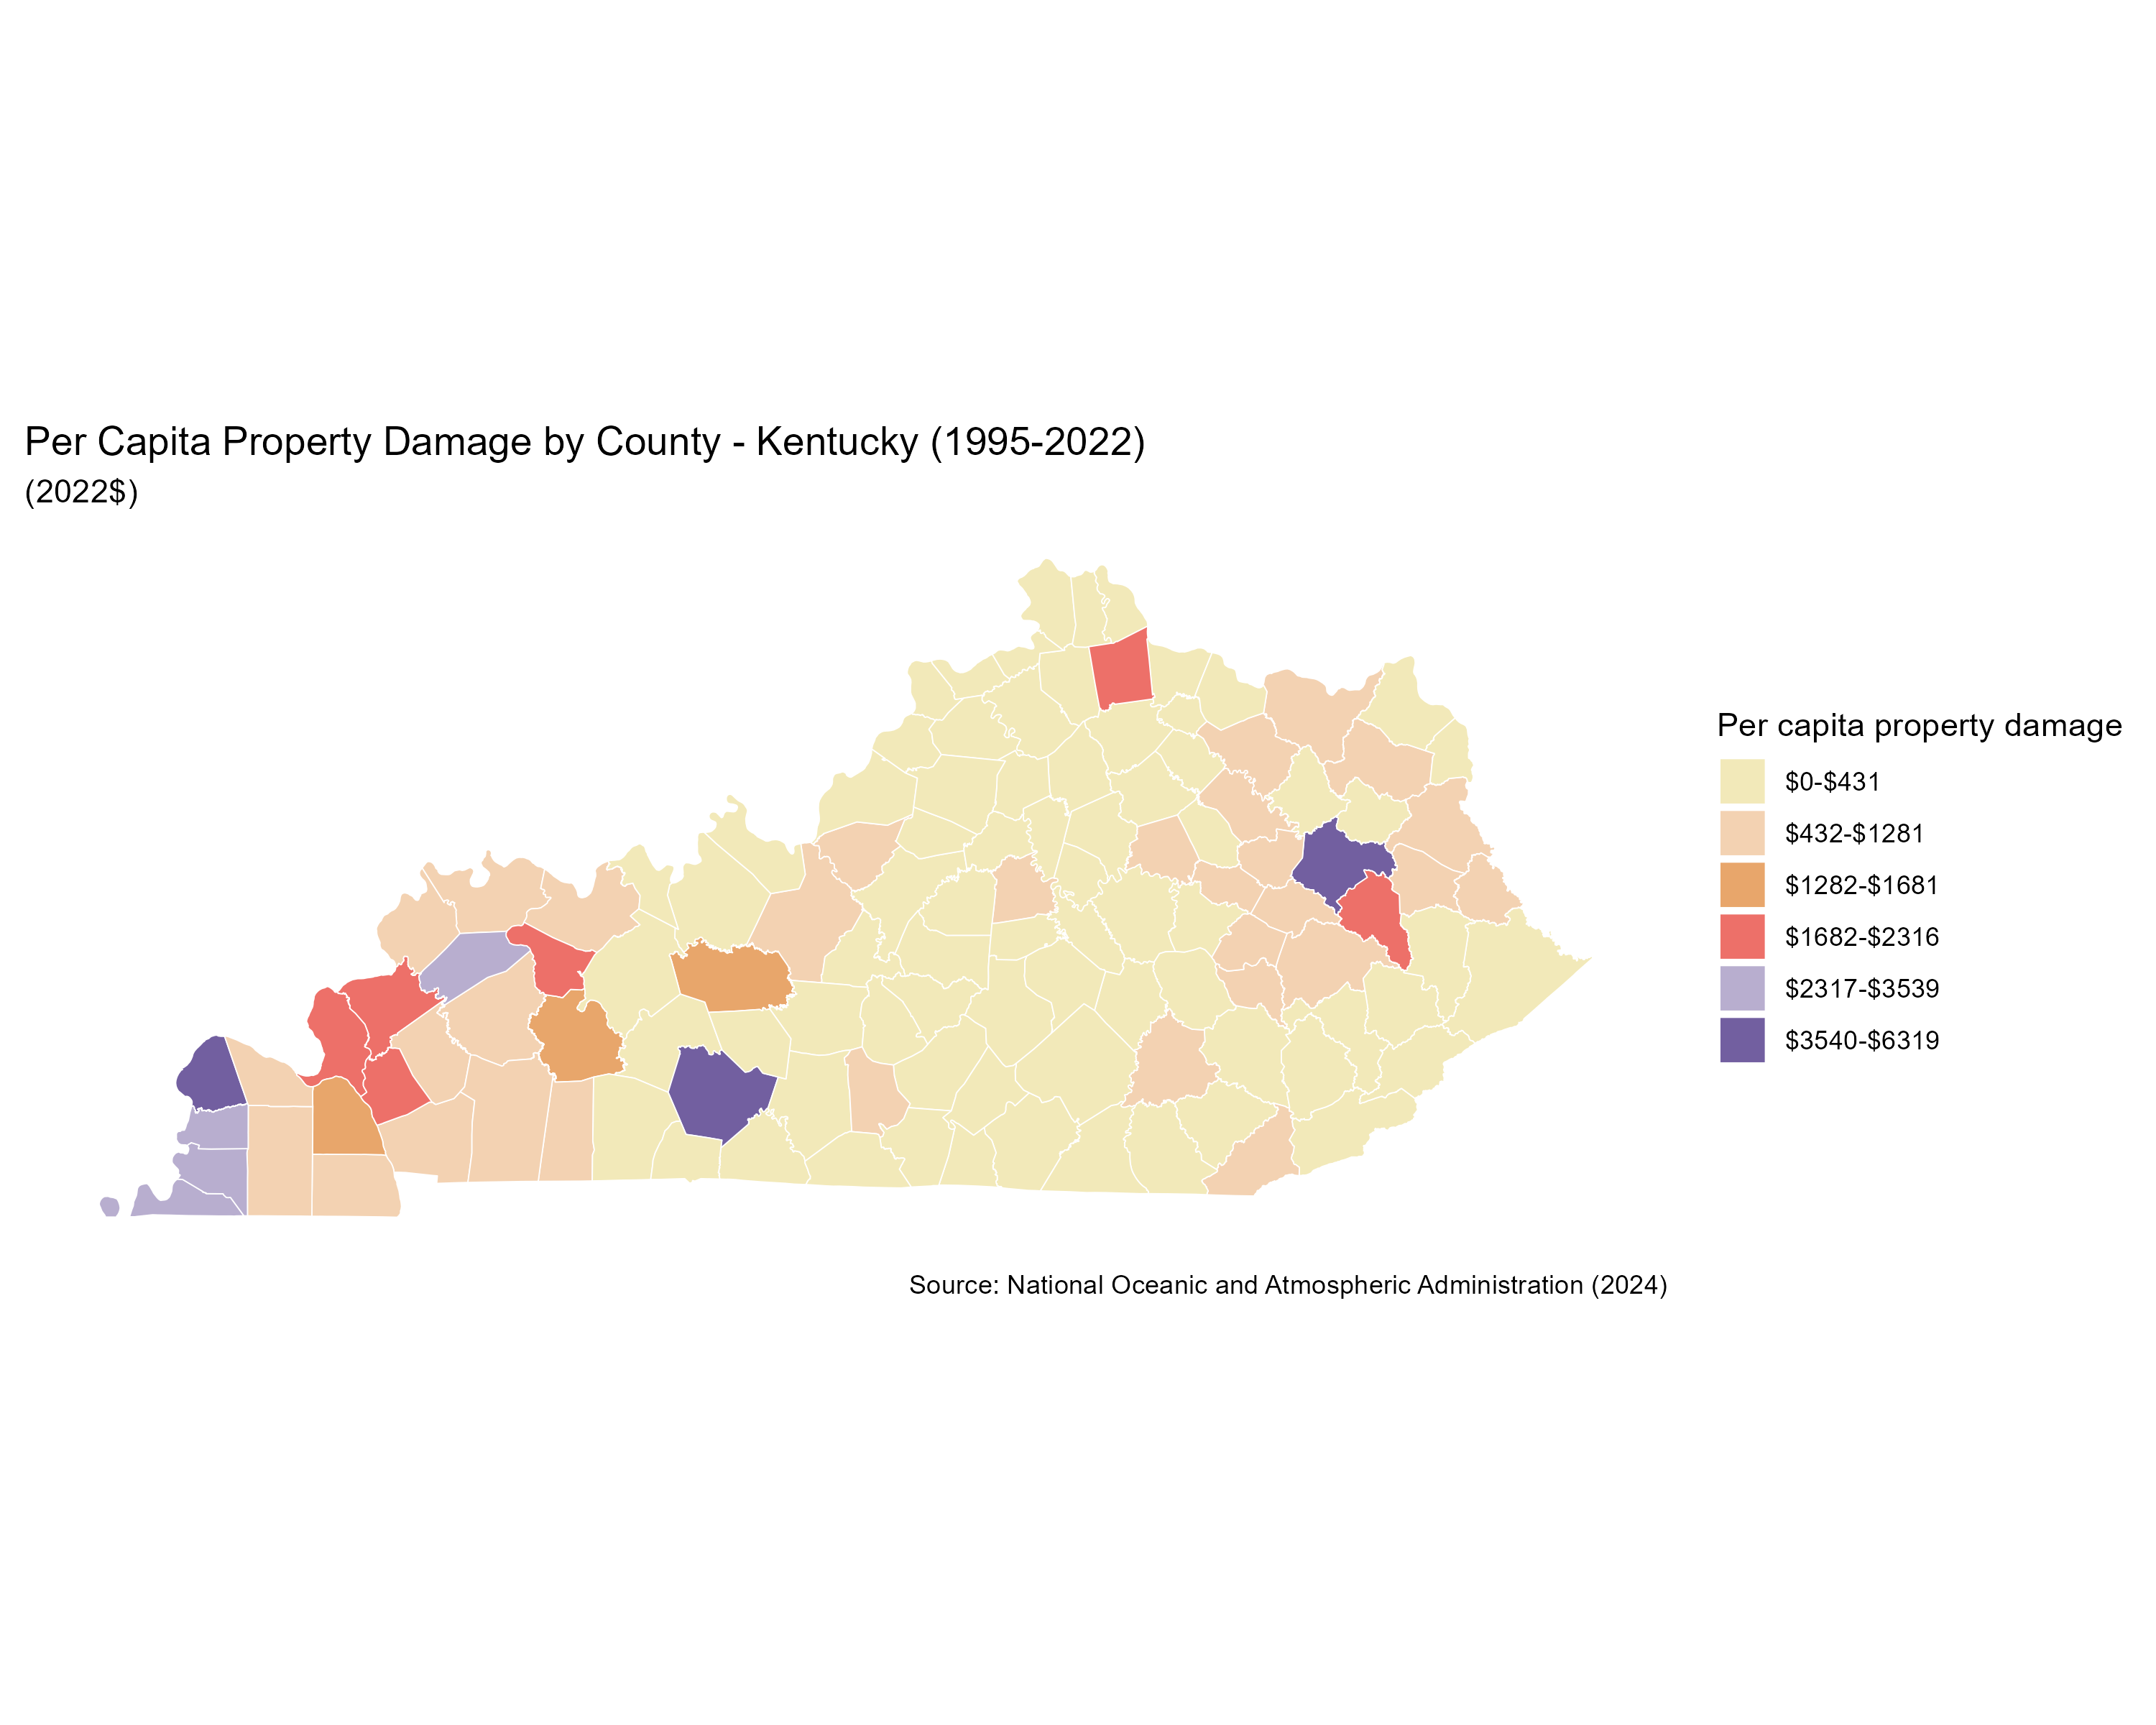 Per Capita Property Damage by County - Kentucky (1995-2022)
(2022$)
Per capita property damage
$0-$431
$432-$1281
$1282-$1681
$1682-$2316
$2317-$3539
$3540-$6319
Source: National Oceanic and Atmospheric Administration (2024)